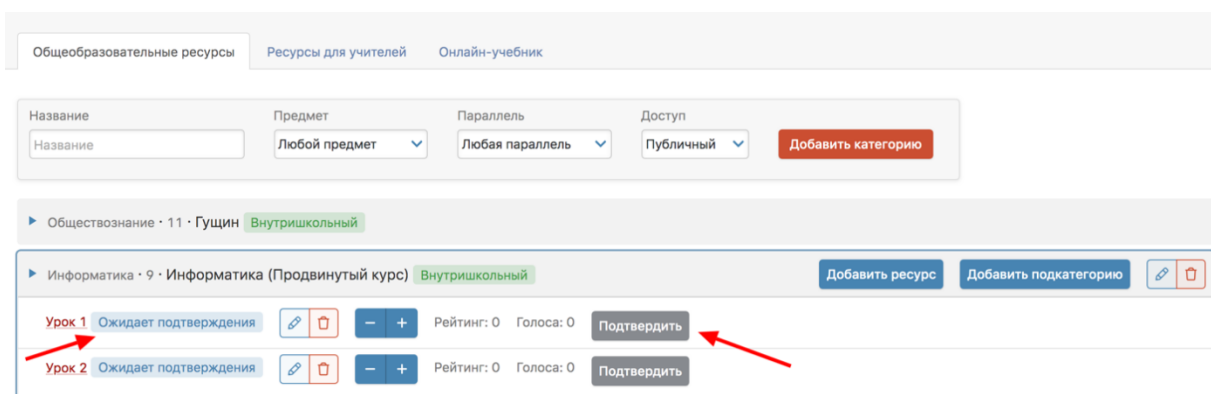 Общеобразовательные ресурсы Ресурсы для учителей Онлайн-учебник
Название Предмет Параллель Доступ
Название Любой предмет Любая параллель Публичный Добавить категорию
Обществознание · 11 · Гущин Внутришкольный
Информатика · 9 · Информатика (Продвинутый курс) Внутришкольный Добавить ресурс Добавить подкатегорию
Урок 1 Ожидает подтверждения − + Рейтинг: 0 Голоса: 0 Подтвердить
Урок 2 Ожидает подтверждения − + Рейтинг: 0 Голоса: 0 Подтвердить